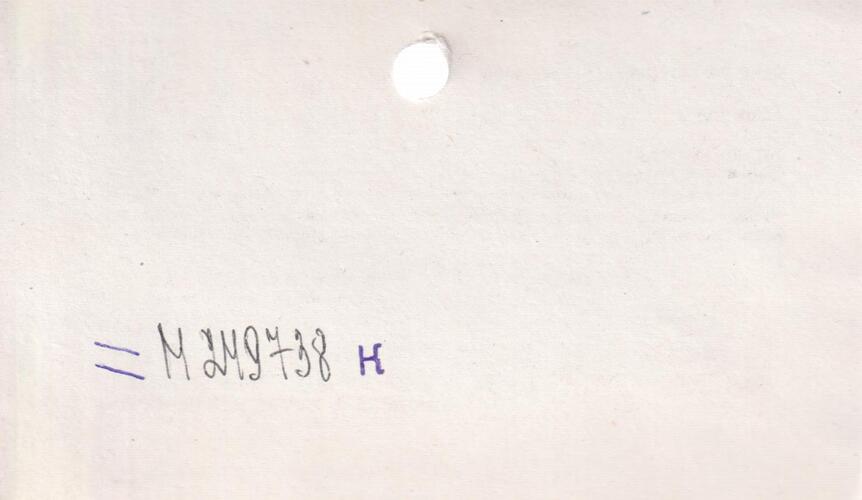 = М 249738 н